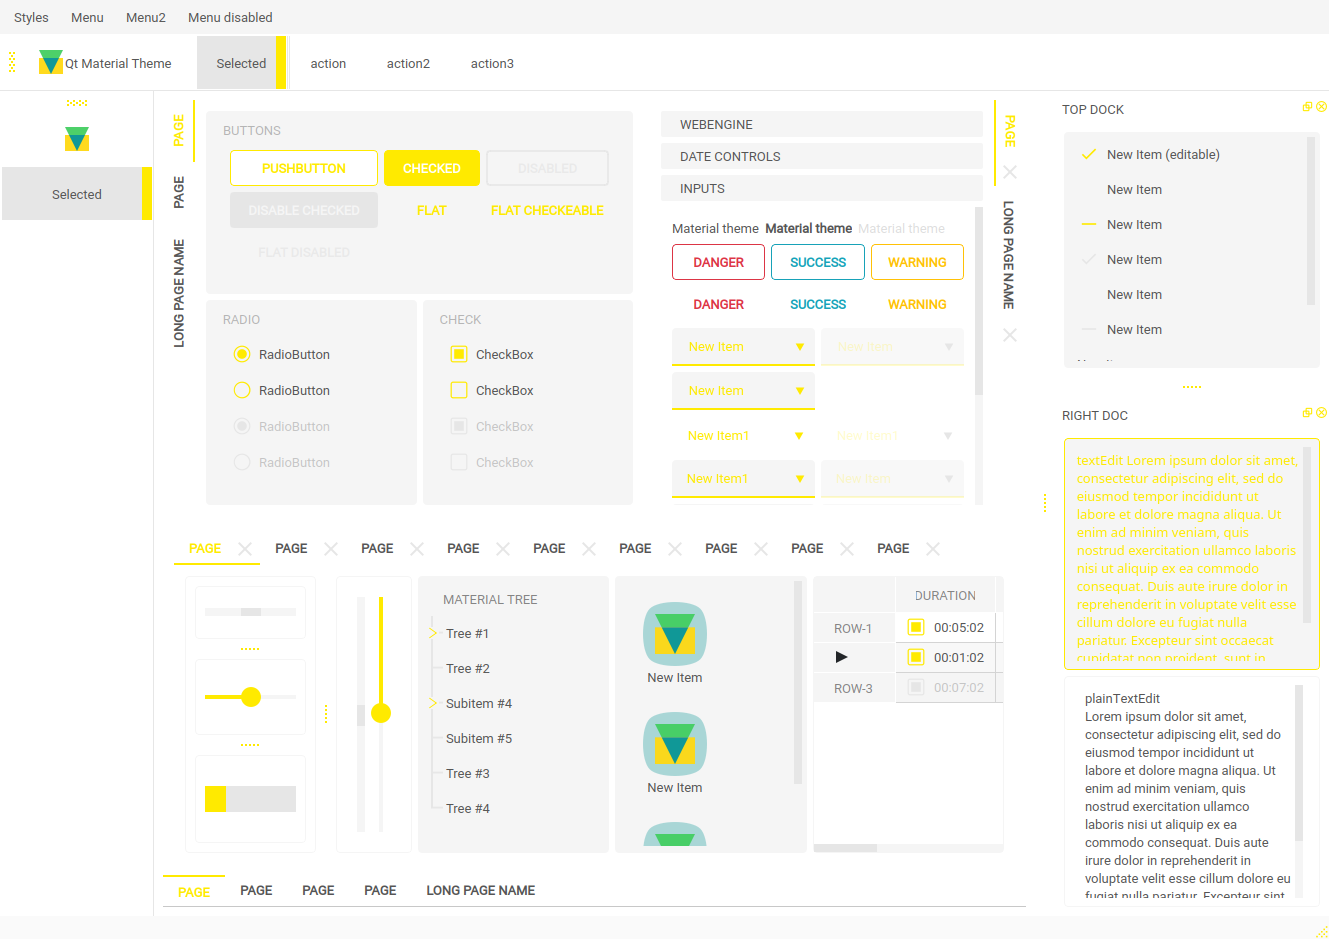 Styles Menu Menu2 Menu disabled
Qt Material Theme Selected action action2 action3
Selected
PAGE
PAGE
LONG PAGE NAME
BUTTONS
PUSHBUTTON CHECKED DISABLED
DISABLE CHECKED FLAT FLAT CHECKEABLE
FLAT DISABLED
RADIO
RadioButton
RadioButton
RadioButton
RadioButton
CHECK
CheckBox
CheckBox
CheckBox
CheckBox
WEBENGINE
DATE CONTROLS
INPUTS
Material theme Material theme Material theme
DANGER SUCCESS WARNING
DANGER SUCCESS WARNING
New Item New Item
New Item
New Item1 New Item1
New Item1 New Item
PAGE
LONG PAGE NAME
TOP DOCK
New Item (editable)
New Item
New Item
New Item
New Item
New Item
RIGHT DOC
textEdit Lorem ipsum dolor sit amet,
consectetur adipiscing elit, sed do
eiusmod tempor incididunt ut
labore et dolore magna aliqua. Ut
enim ad minim veniam, quis
nostrud exercitation ullamco laboris
nisi ut aliquip ex ea commodo
consequat. Duis aute irure dolor in
reprehenderit in voluptate velit esse
cillum dolore eu fugiat nulla
pariatur. Excepteur sint occaecat
cupidatat non proident, sunt in
plainTextEdit
Lorem ipsum dolor sit amet,
consectetur adipiscing elit, sed do
eiusmod tempor incididunt ut
labore et dolore magna aliqua. Ut
enim ad minim veniam, quis
nostrud exercitation ullamco
laboris nisi ut aliquip ex ea
commodo consequat. Duis aute
irure dolor in reprehenderit in
voluptate velit esse cillum dolore eu
fugiat nulla pariatur. Excepteur sint
PAGE PAGE PAGE PAGE PAGE PAGE PAGE PAGE PAGE
MATERIAL TREE
Tree #1
Tree #2
Subitem #4
Subitem #5
Tree #3
Tree #4
New Item
New Item
DURATION
ROW-1 00:05:02
00:01:02
ROW-3 00:07:02
PAGE PAGE PAGE PAGE LONG PAGE NAME